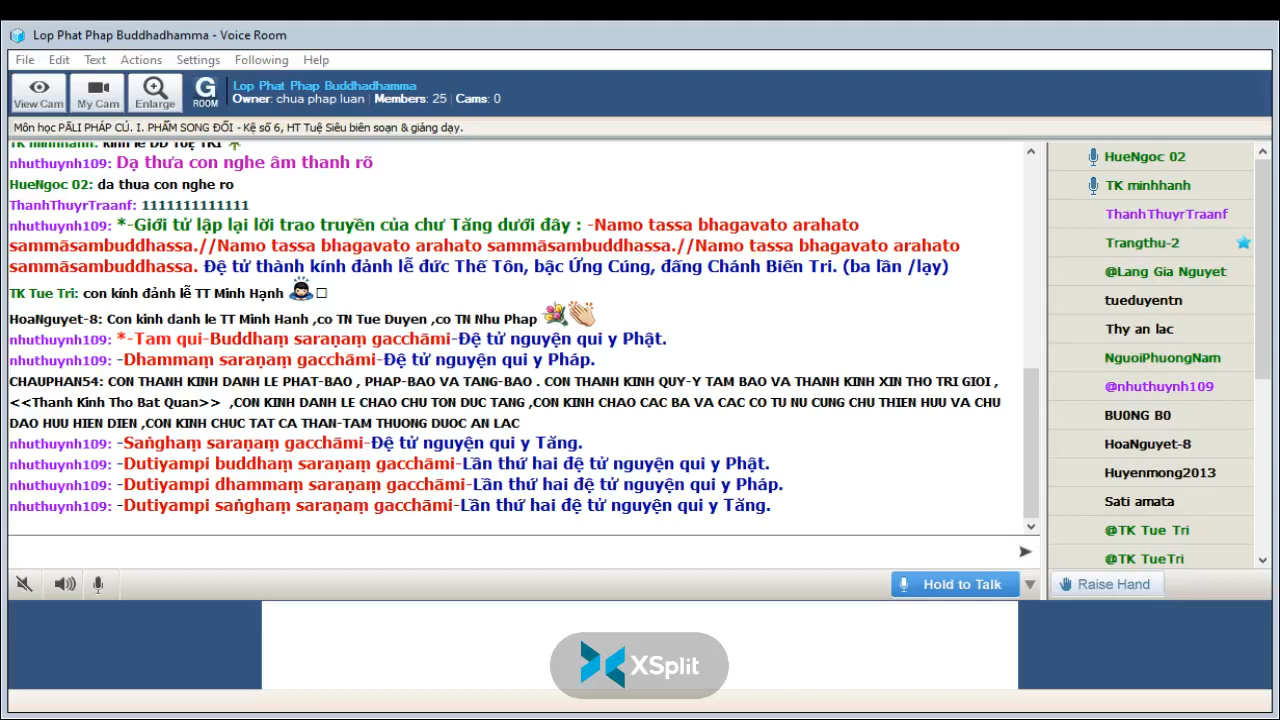 Lop Phat Phap Buddhadhamma - Voice Room
File Edit Text Actions Settings Following Help
View Cam My Cam Enlarge G ROOM
Lop Phat Phap Buddhadhamma
Owner: chua phap luan | Members: 25 | Cams: 0
Môn học PĀLI PHÁP CÚ. I. PHẨM SONG ĐỐI - Kệ số 6, HT Tuệ Siêu biên soạn & giảng dạy.
TK minhhanh: kính lễ DD Tuệ TRI
nhuthuynh109: Dạ thưa con nghe âm thanh rõ
HueNgoc 02: da thua con nghe ro
ThanhThuyrTraanf: 1111111111111
nhuthuynh109: *-Giới tử lập lại lời trao truyền của chư Tăng dưới đây : -Namo tassa bhagavato arahato
sammāsambuddhassa.//Namo tassa bhagavato arahato sammāsambuddhassa.//Namo tassa bhagavato arahato
sammāsambuddhassa. Đệ tử thành kính đảnh lễ đức Thế Tôn, bậc Ứng Cúng, đấng Chánh Biến Tri. (ba lần /lạy)
TK Tue Tri: con kính đảnh lễ TT Minh Hạnh
HoaNguyet-8: Con kinh danh le TT Minh Hanh ,co TN Tue Duyen ,co TN Nhu Phap
nhuthuynh109: *-Tam qui-Buddhaṃ saraṇaṃ gacchāmi-Đệ tử nguyện qui y Phật.
nhuthuynh109: -Dhammaṃ saraṇaṃ gacchāmi-Đệ tử nguyện qui y Pháp.
CHAUPHAN54: CON THANH KINH DANH LE PHAT-BAO , PHAP-BAO VA TANG-BAO . CON THANH KINH QUY-Y TAM BAO VA THANH KINH XIN THO TRI GIOI ,
<<Thanh Kinh Tho Bat Quan>> ,CON KINH DANH LE CHAO CHU TON DUC TANG ,CON KINH CHAO CAC BA VA CAC CO TU NU CUNG CHU THIEN HUU VA CHU
DAO HUU HIEN DIEN ,CON KINH CHUC TAT CA THAN-TAM THUONG DUOC AN LAC
nhuthuynh109: -Saṅghaṃ saraṇaṃ gacchāmi-Đệ tử nguyện qui y Tăng.
nhuthuynh109: -Dutiyampi buddhaṃ saraṇaṃ gacchāmi-Lần thứ hai đệ tử nguyện qui y Phật.
nhuthuynh109: -Dutiyampi dhammaṃ saraṇaṃ gacchāmi-Lần thứ hai đệ tử nguyện qui y Pháp.
nhuthuynh109: -Dutiyampi saṅghaṃ saraṇaṃ gacchāmi-Lần thứ hai đệ tử nguyện qui y Tăng.
HueNgoc 02
TK minhhanh
ThanhThuyrTraanf
Trangthu-2
@Lang Gia Nguyet
tueduyentn
Thy an lac
NguoiPhuongNam
@nhuthuynh109
BU0NG B0
HoaNguyet-8
Huyenmong2013
Sati amata
@TK Tue Tri
@TK TueTri
Hold to Talk
Raise Hand
XSplit